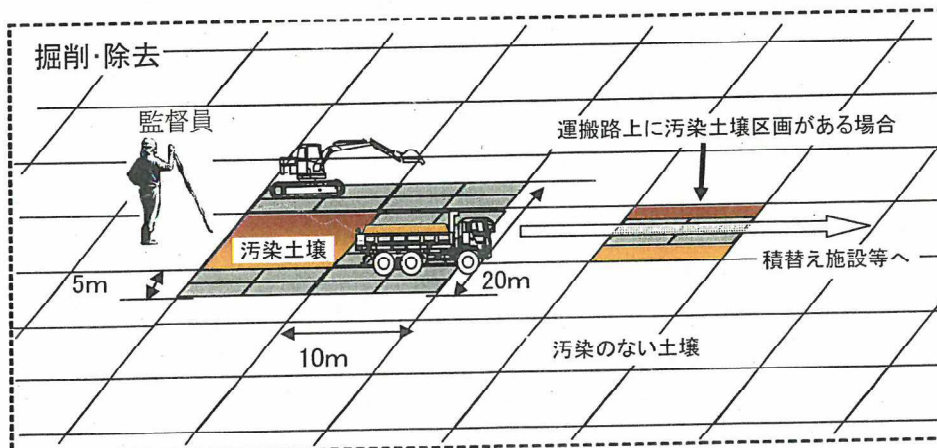 掘削・除去
監督員
運搬路上に汚染土壌区画がある場合
汚染土壌
積替え施設等へ
5m
20m
10m
汚染のない土壌